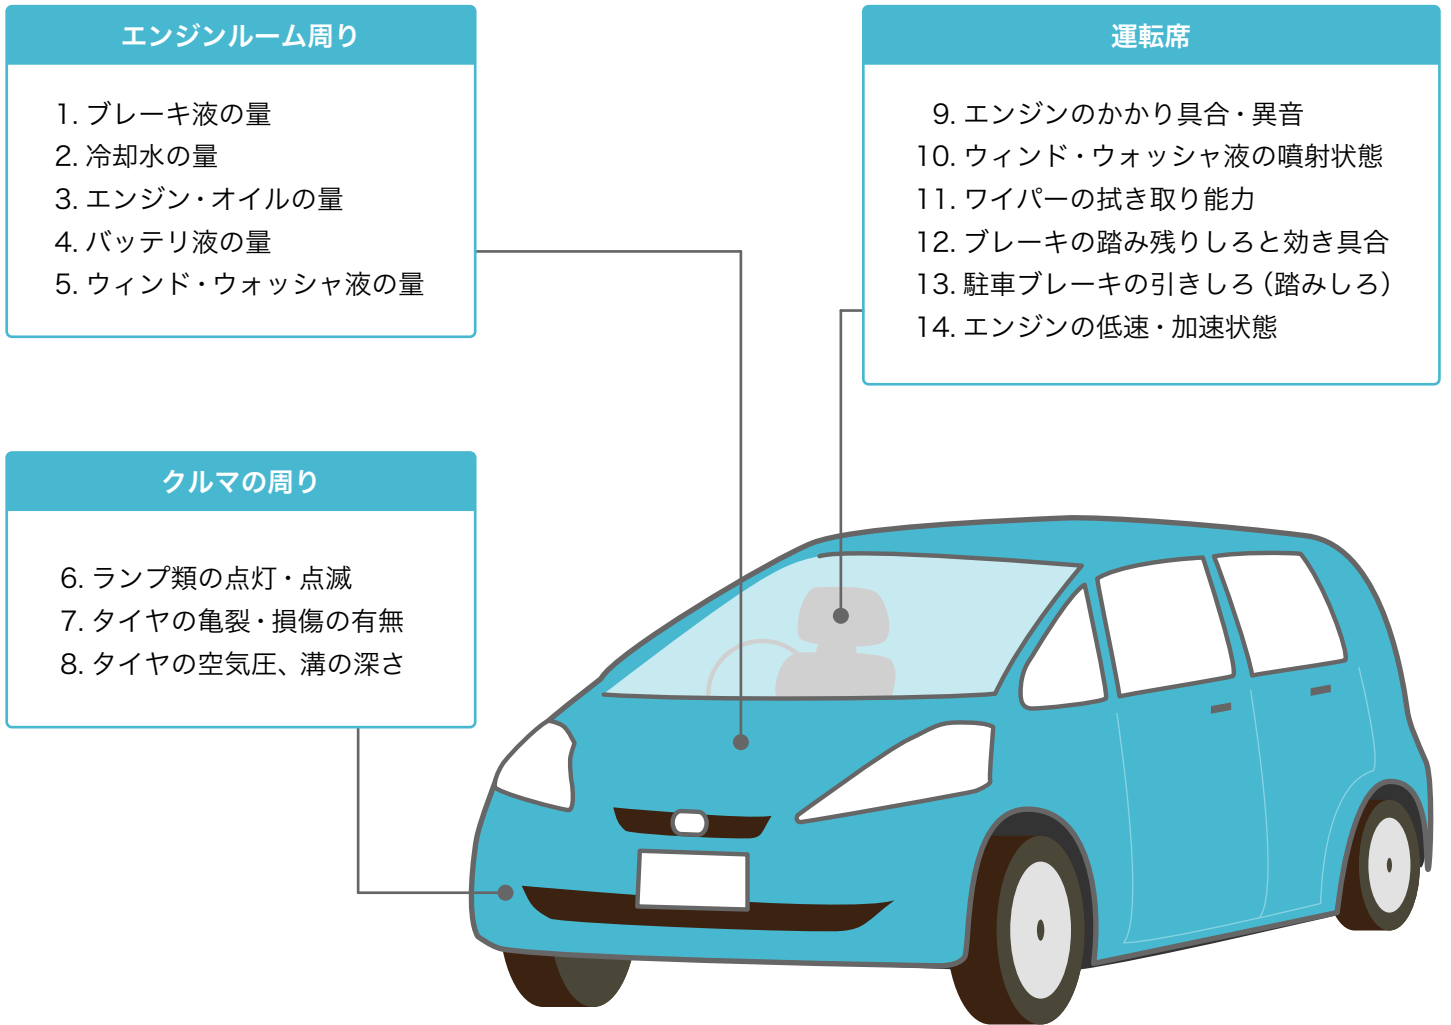 エンジンルーム周り
1. ブレーキ液の量
2. 冷却水の量
3. エンジン・オイルの量
4. バッテリ液の量
5. ウィンド・ウォッシャ液の量
クルマの周り
6. ランプ類の点灯・点滅
7. タイヤの亀裂・損傷の有無
8. タイヤの空気圧、溝の深さ
運転席
9. エンジンのかかり具合・異音
10. ウィンド・ウォッシャ液の噴射状態
11. ワイパーの拭き取り能力
12. ブレーキの踏み残りしろと効き具合
13. 駐車ブレーキの引きしろ（踏みしろ）
14. エンジンの低速・加速状態